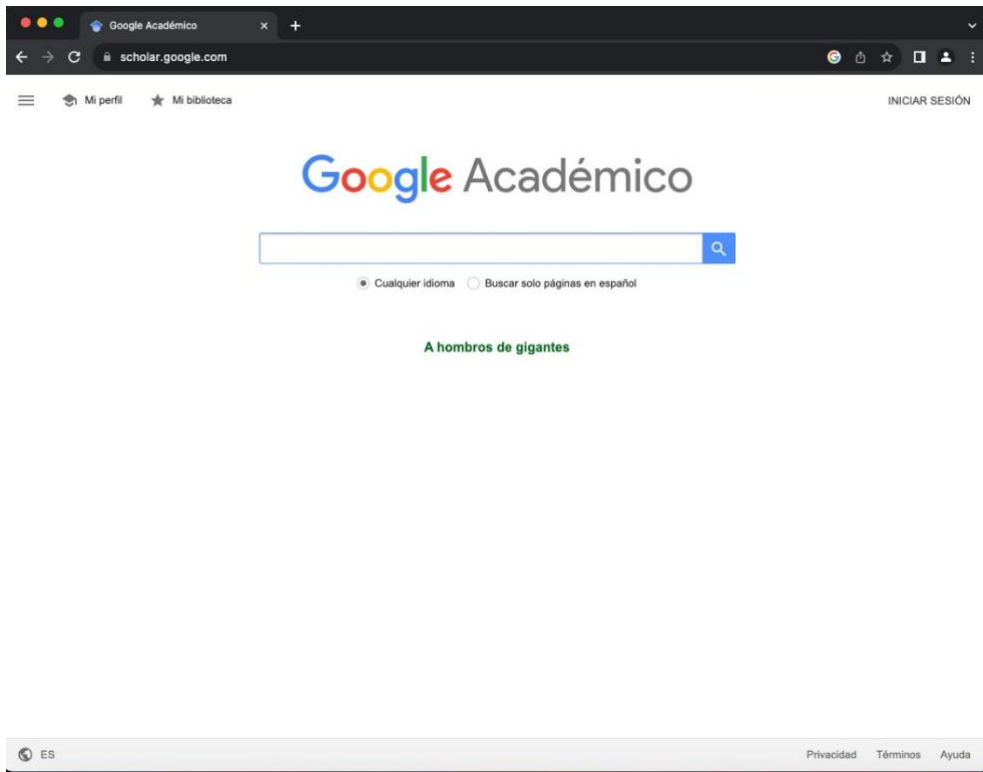 Google Académico
scholar.google.com
Mi perfil Mi biblioteca INICIAR SESIÓN
Google Académico
Cualquier idioma Buscar solo páginas en español
A hombros de gigantes
ES Privacidad Términos Ayuda